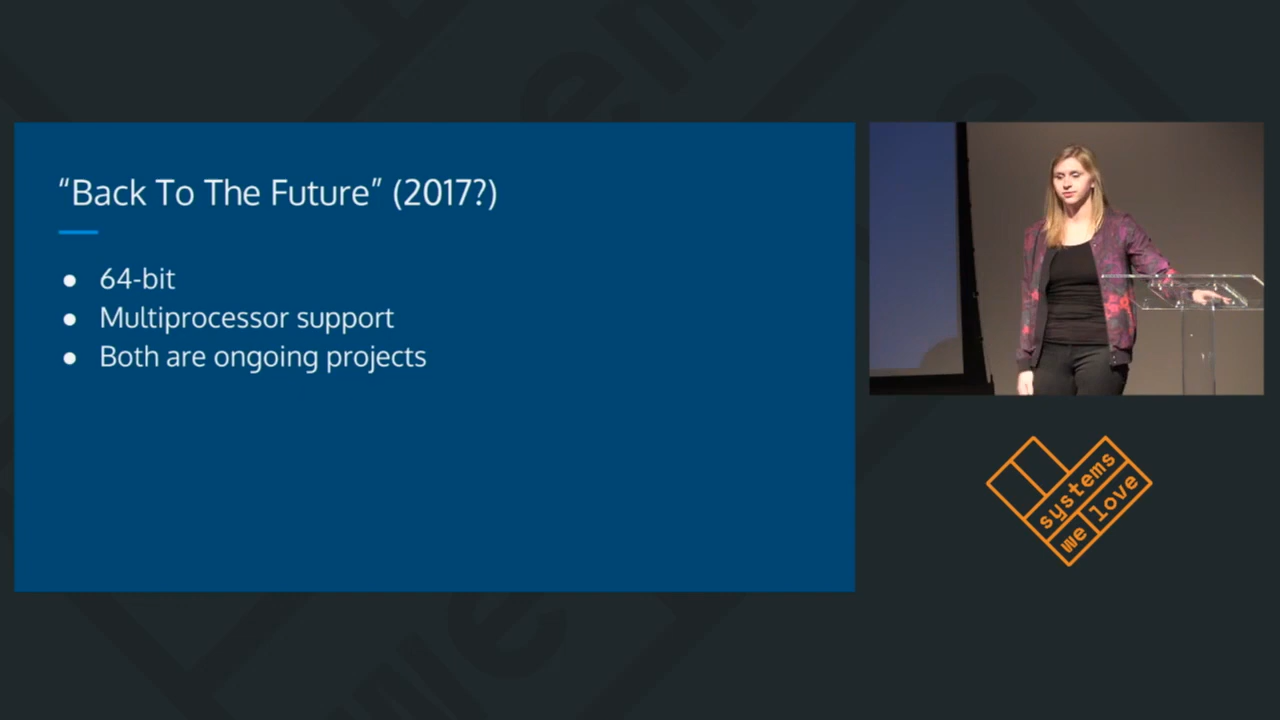 “Back To The Future” (2017?)
● 64-bit
● Multiprocessor support
● Both are ongoing projects
systems
we love